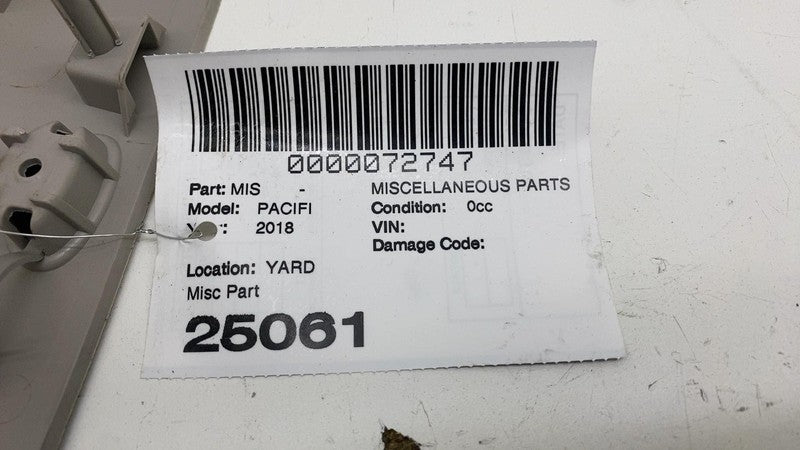 0000072747
Part: MIS - MISCELLANEOUS PARTS
Model: PACIFI Condition: 0cc
2018 VIN:
Damage Code:
Location: YARD
Misc Part
25061